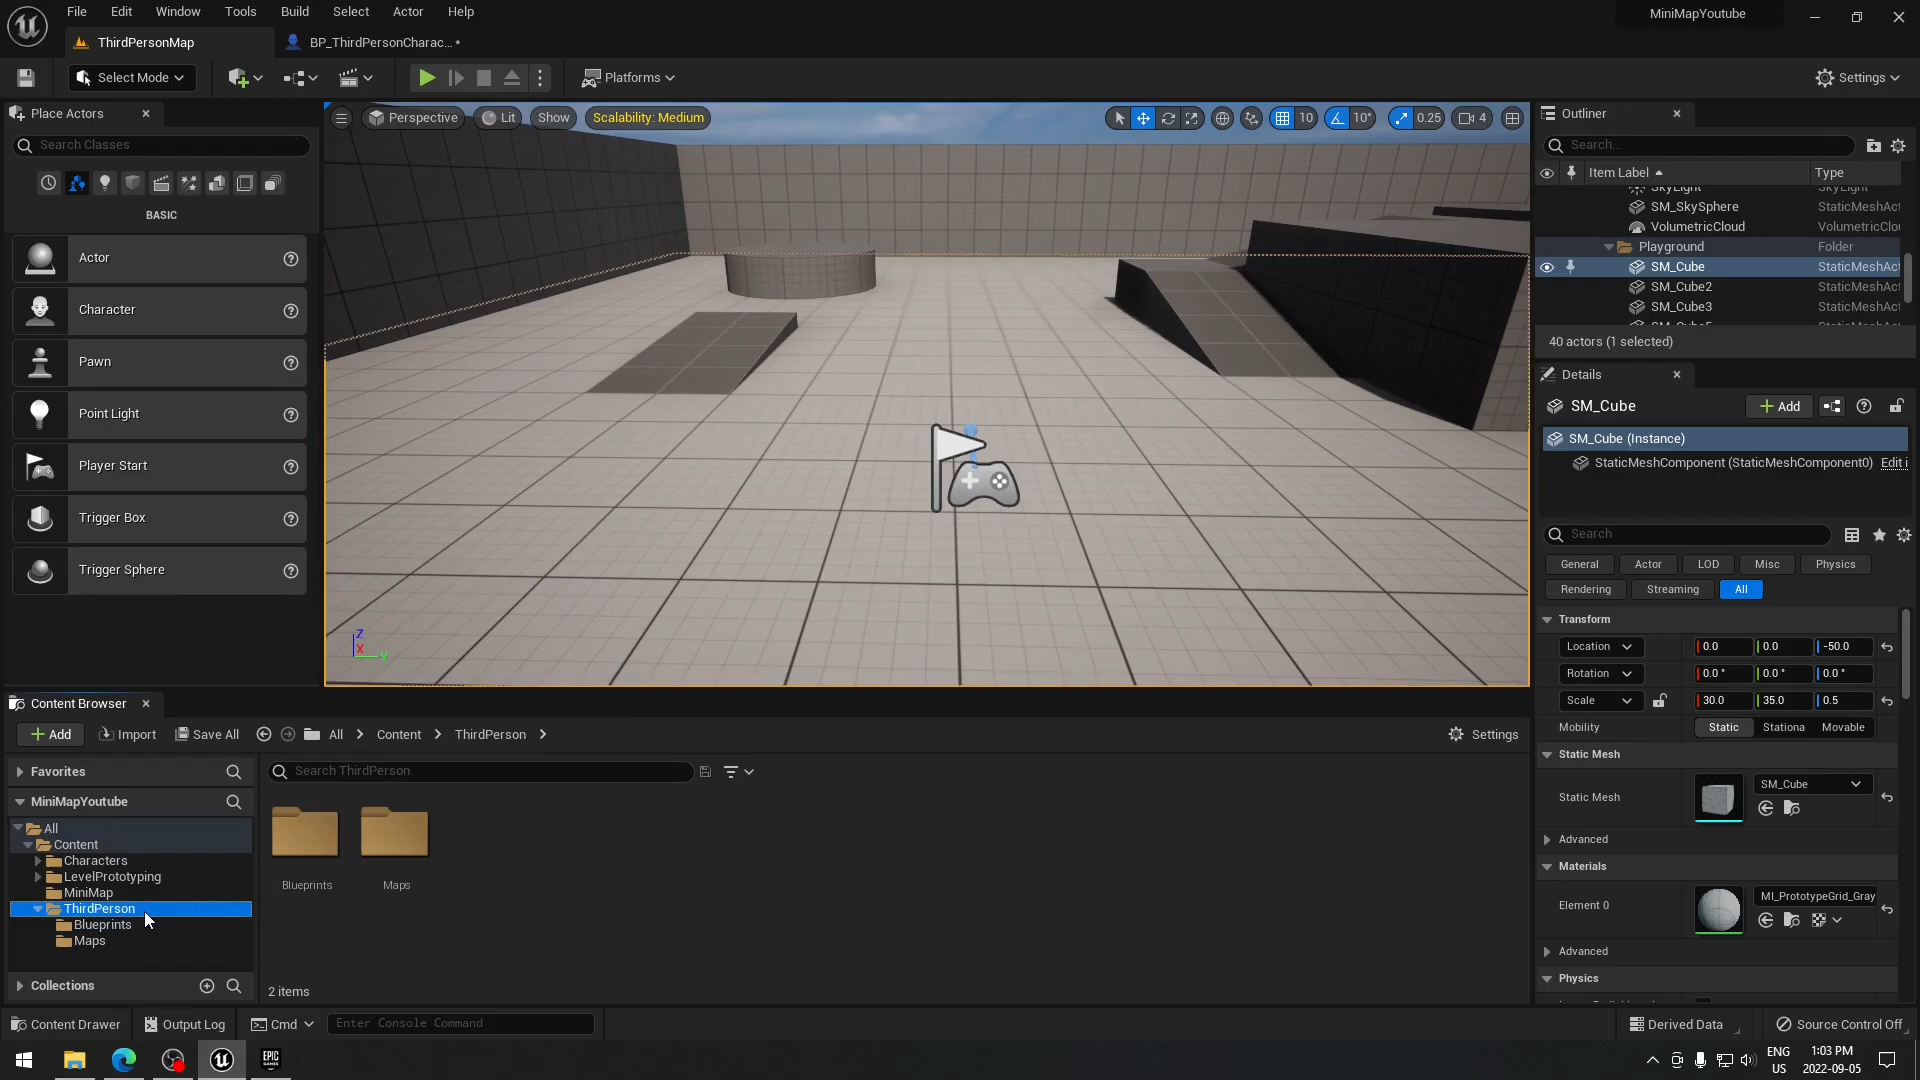 File Edit Window Tools Build Select Actor Help
MiniMapYoutube
ThirdPersonMap
BP_ThirdPersonCharac... *
Select Mode
Platforms
Settings
Place Actors
Search Classes
BASIC
Actor
Character
Pawn
Point Light
Player Start
Trigger Box
Trigger Sphere
Perspective
Lit
Show
Scalability: Medium
10
10°
0.25
4
Z
X
Y
Outliner
Search...
Item Label
Type
SkyLight SkyLight
SM_SkySphere StaticMeshAct
VolumetricCloud VolumetricClou
Playground Folder
SM_Cube StaticMeshAct
SM_Cube2 StaticMeshAct
SM_Cube3 StaticMeshAct
40 actors (1 selected)
Details
SM_Cube
Add
SM_Cube (Instance)
StaticMeshComponent (StaticMeshComponent0) Edit i
Search
General Actor LOD Misc Physics
Rendering Streaming All
Transform
Location 0.0 0.0 -50.0
Rotation 0.0 ° 0.0 ° 0.0 °
Scale 30.0 35.0 0.5
Mobility Static Stationa Movable
Static Mesh
Static Mesh SM_Cube
Advanced
Materials
Element 0 MI_PrototypeGrid_Gray
Advanced
Physics
Content Browser
Add Import Save All All Content ThirdPerson
Settings
Favorites
MiniMapYoutube
All
Content
Characters
LevelPrototyping
MiniMap
ThirdPerson
Blueprints
Maps
Collections
Search ThirdPerson
Blueprints
Maps
2 items
Content Drawer Output Log Cmd Enter Console Command
Derived Data Source Control Off
EPIC
GAMES
ENG
US
1:03 PM
2022-09-05